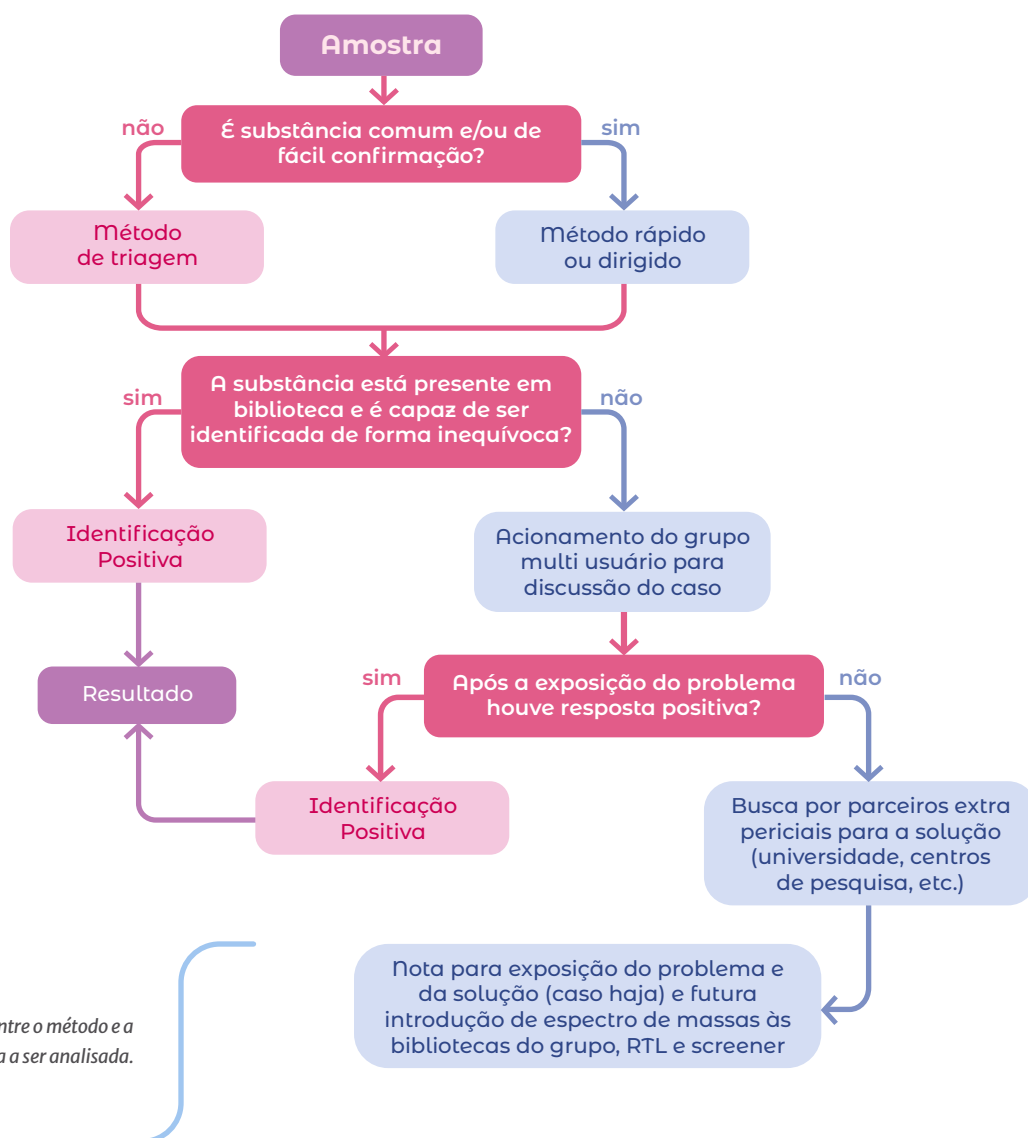 Amostra
não
É substância comum e/ou de
fácil confirmação?
sim
Método
de triagem
Método rápido
ou dirigido
sim
A substância está presente em
biblioteca e é capaz de ser
identificada de forma inequívoca?
não
Identificação
Positiva
Acionamento do grupo
multi usuário para
discussão do caso
Resultado
sim
Após a exposição do problema
houve resposta positiva?
não
Identificação
Positiva
Busca por parceiros extra
periciais para a solução
(universidade, centros
de pesquisa, etc.)
Nota para exposição do problema e
da solução (caso haja) e futura
introdução de espectro de massas às
bibliotecas do grupo, RTL e screener
o método e a
a ser analisada.